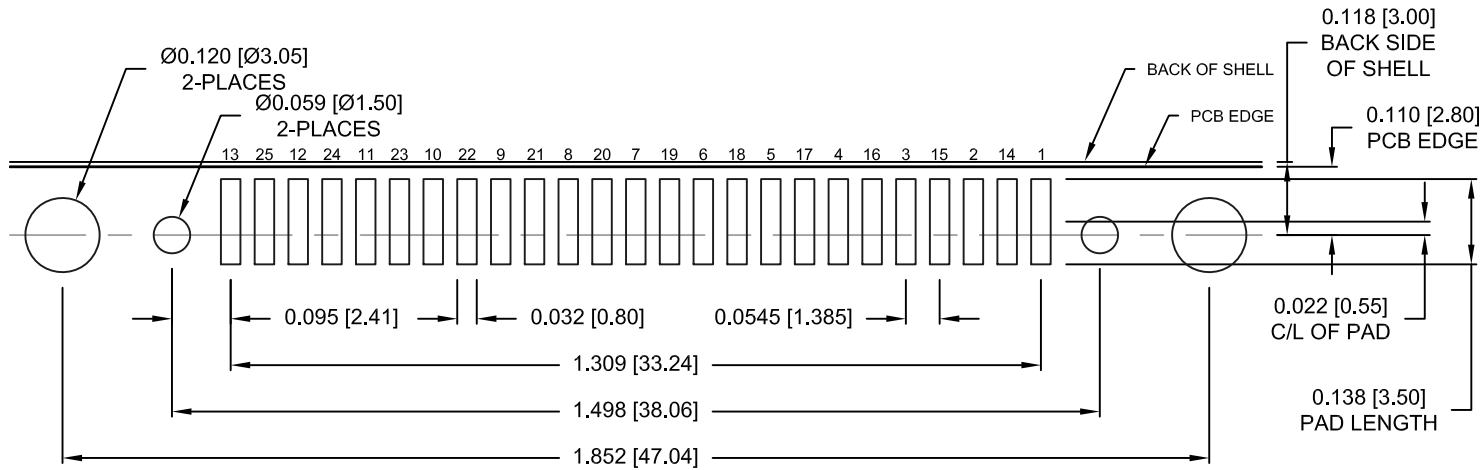 0.118 [3.00]
BACK SIDE
OF SHELL
Ø0.120 [Ø3.05]
2-PLACES
BACK OF SHELL
Ø0.059 [Ø1.50]
2-PLACES
PCB EDGE
0.110 [2.80]
PCB EDGE
13 25 12 24 11 23 10 22 9 21 8 20 7 19 6 18 5 17 4 16 3 15 2 14 1
0.095 [2.41]
0.032 [0.80]
0.0545 [1.385]
0.022 [0.55]
C/L OF PAD
1.309 [33.24]
0.138 [3.50]
PAD LENGTH
1.498 [38.06]
1.852 [47.04]